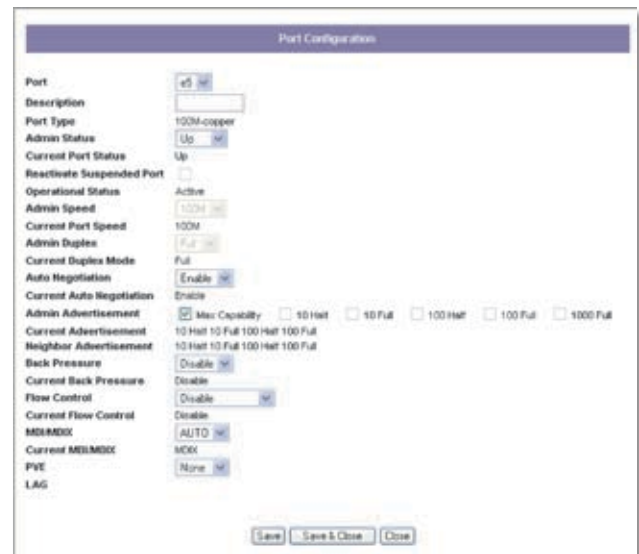 Port Configuration
Port e5
Description
Port Type 100M-copper
Admin Status Up
Current Port Status Up
Reactivate Suspended Port
Operational Status Active
Admin Speed 100M
Current Port Speed 100M
Admin Duplex Full
Current Duplex Mode Full
Auto Negotiation Enable
Current Auto Negotiation Enable
Admin Advertisement Max Capability 10 Half 10 Full 100 Half 100 Full 1000 Full
Current Advertisement 10 Half 10 Full 100 Half 100 Full
Neighbor Advertisement 10 Half 10 Full 100 Half 100 Full
Back Pressure Disable
Current Back Pressure Disable
Flow Control Disable
Current Flow Control Disable
MDI/MDIX AUTO
Current MDI/MDIX MDIX
PVE None
LAG
Save Save & Close Close